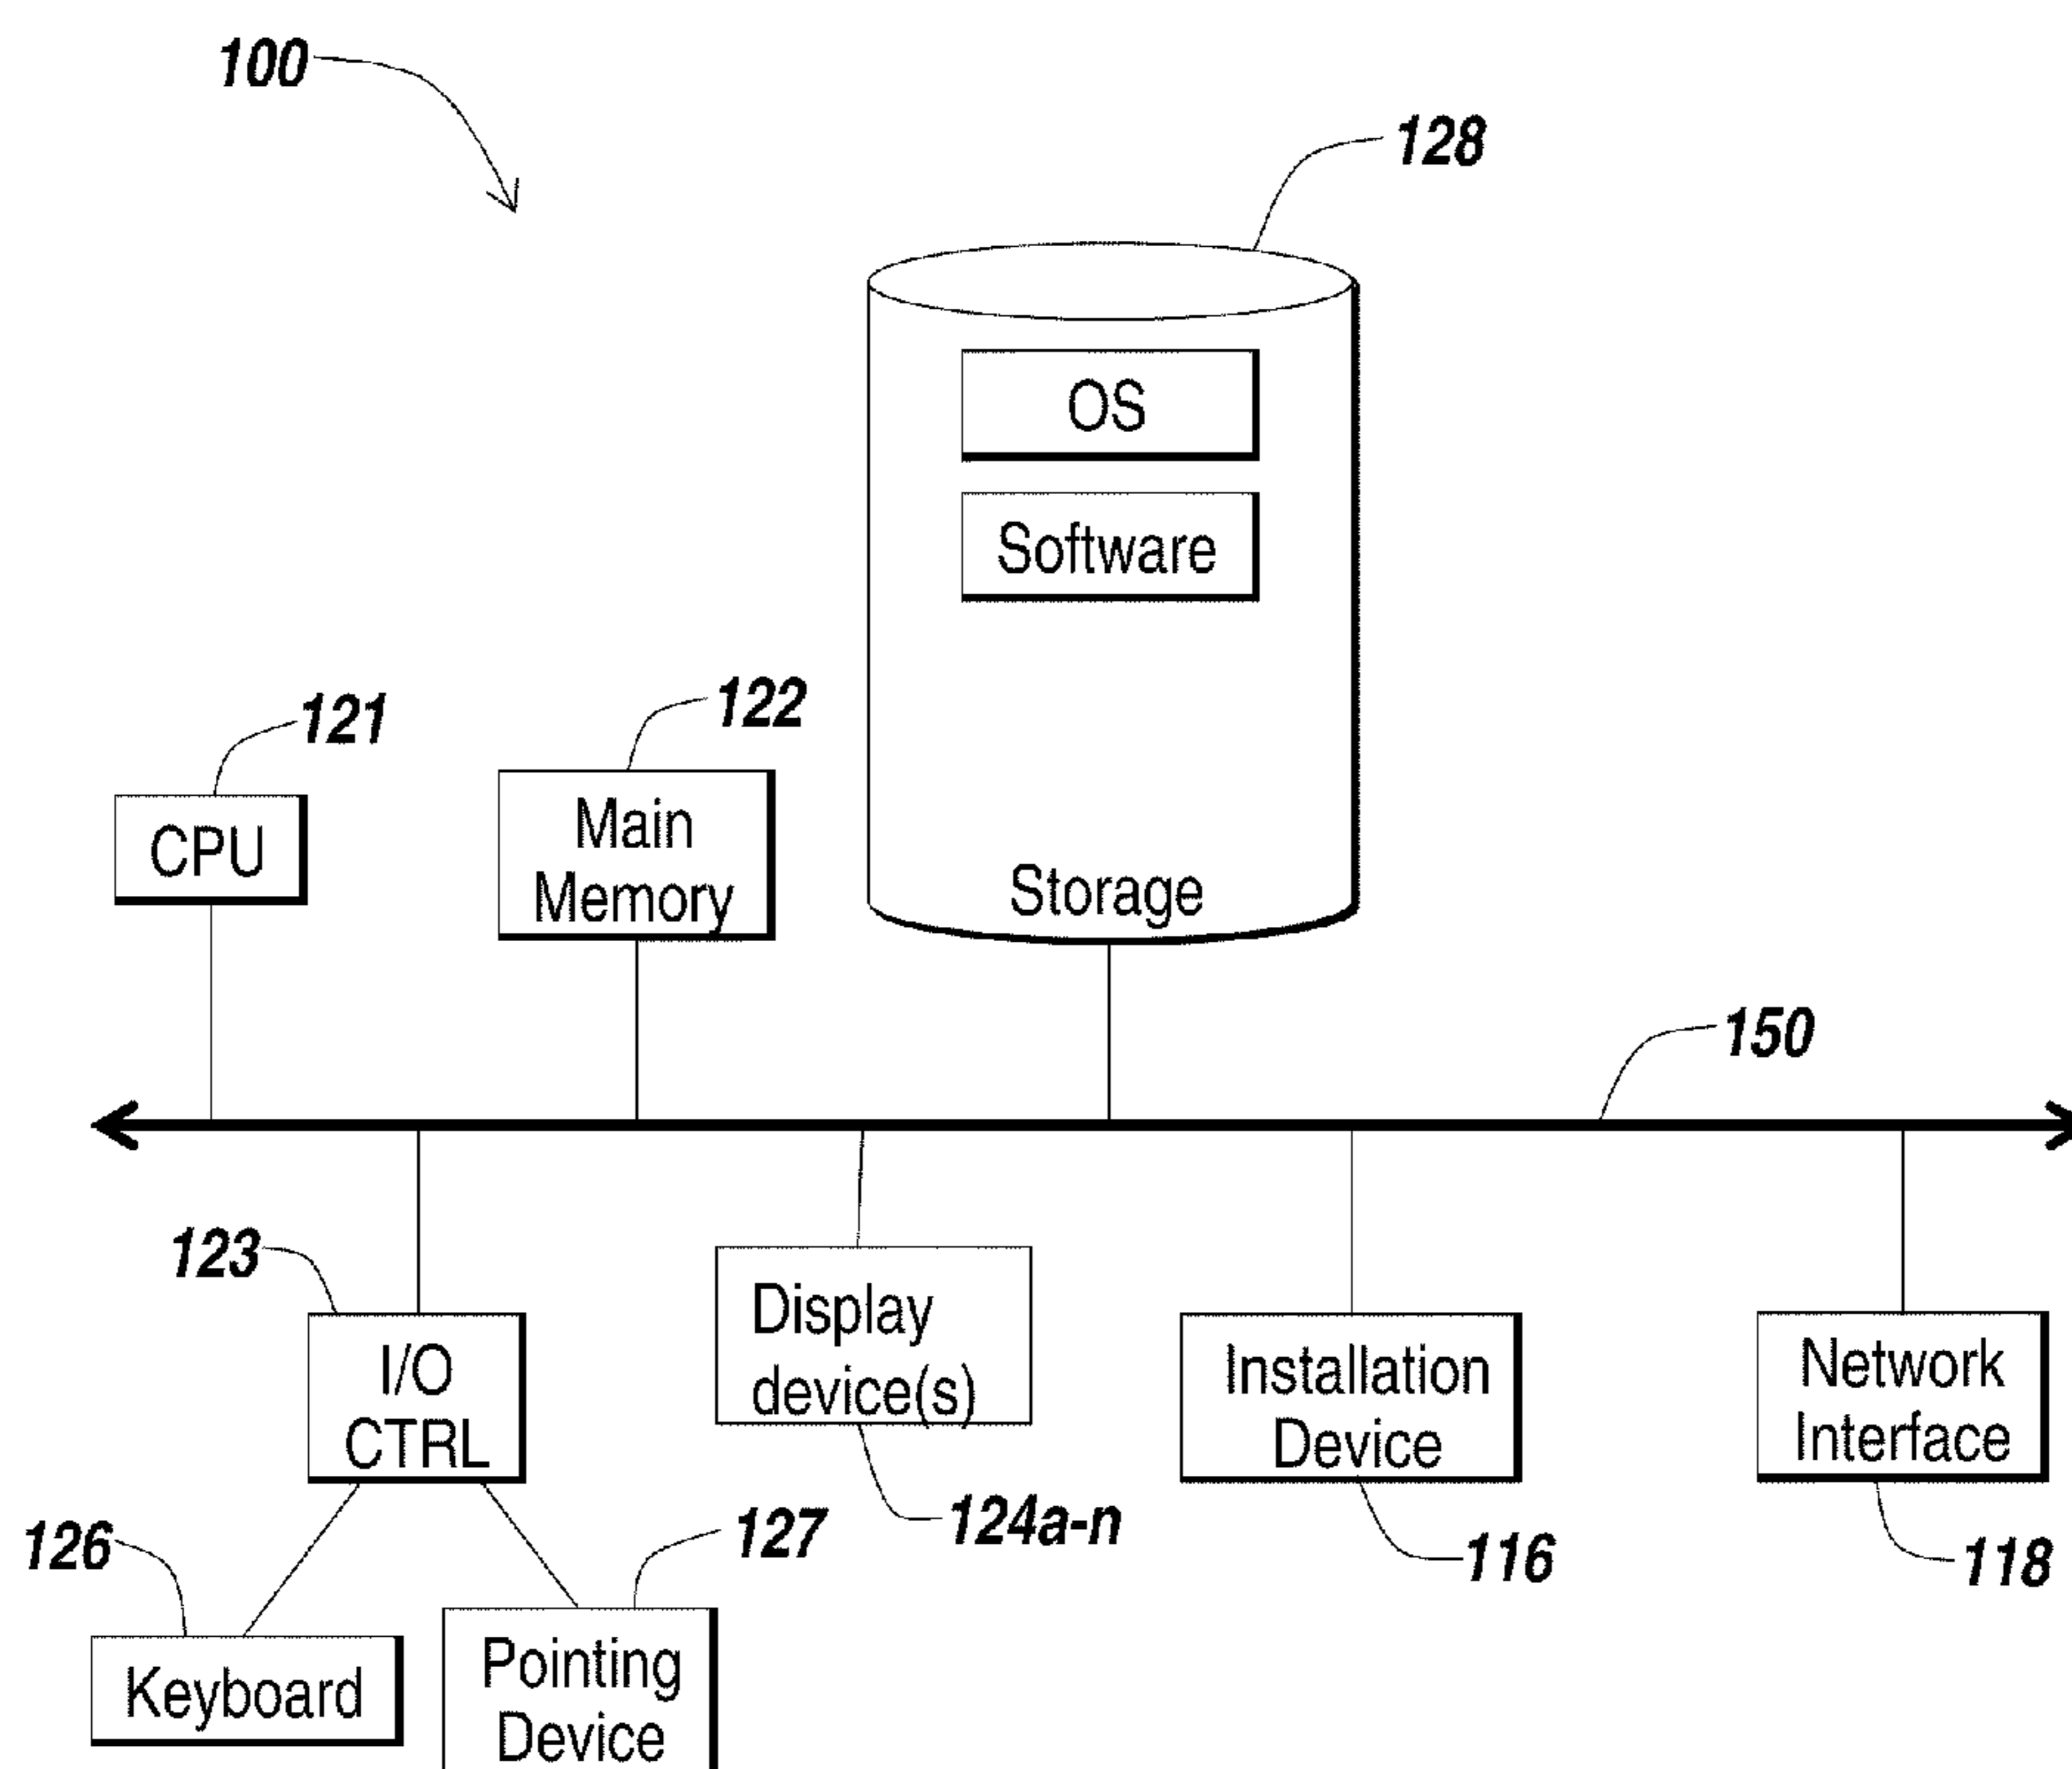 100
128
OS
Software
121
122
CPU
Main
Memory
Storage
150
123
I/O
CTRL
Display
device(s)
Installation
Device
Network
Interface
126
127
124a-n
116
118
Keyboard
Pointing
Device